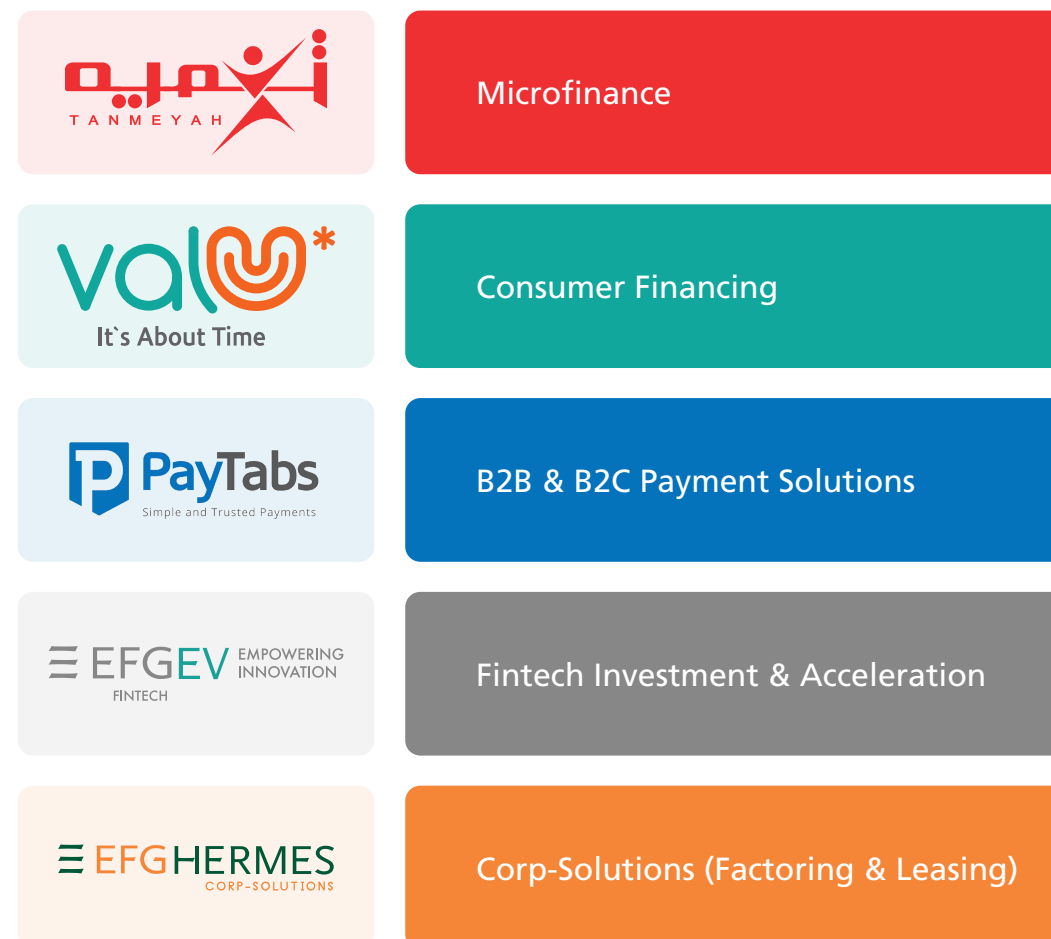 تنميه
TANMEYAH
Microfinance
valU*
It`s About Time
Consumer Financing
P PayTabs
Simple and Trusted Payments
B2B & B2C Payment Solutions
EFGEV EMPOWERING
INNOVATION
FINTECH
Fintech Investment & Acceleration
EFGHERMES
CORP-SOLUTIONS
Corp-Solutions (Factoring & Leasing)